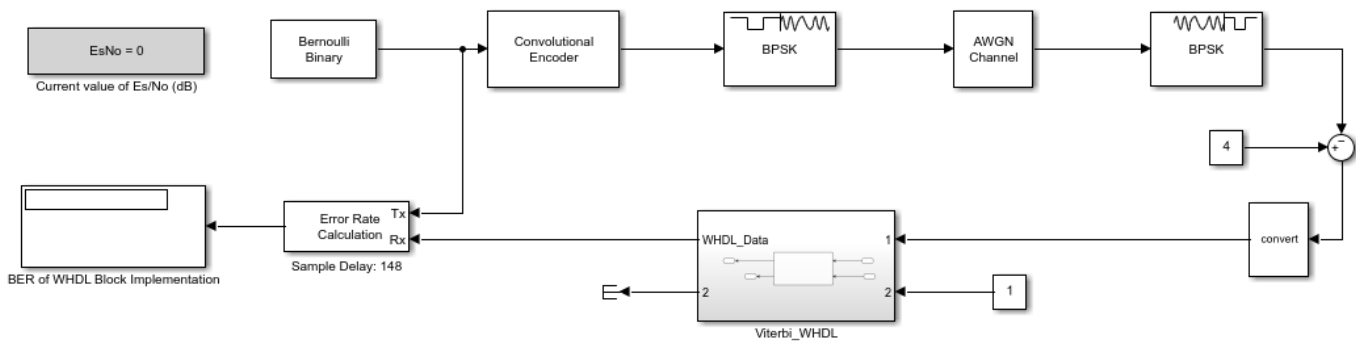 EsNo = 0
Current value of Es/No (dB)
Bernoulli
Binary
Convolutional
Encoder
BPSK
AWGN
Channel
BPSK
4
+
−
convert
BER of WHDL Block Implementation
Error Rate
Calculation
Tx
Rx
Sample Delay: 148
WHDL_Data
1
2
2
Viterbi_WHDL
1